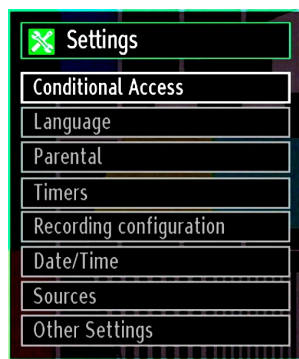 Settings
Conditional Access
Language
Parental
Timers
Recording configuration
Date/Time
Sources
Other Settings